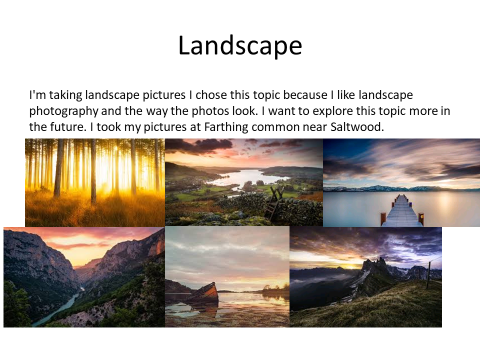 Landscape
I'm taking landscape pictures I chose this topic because I like landscape
photography and the way the photos look. I want to explore this topic more in
the future. I took my pictures at Farthing common near Saltwood.